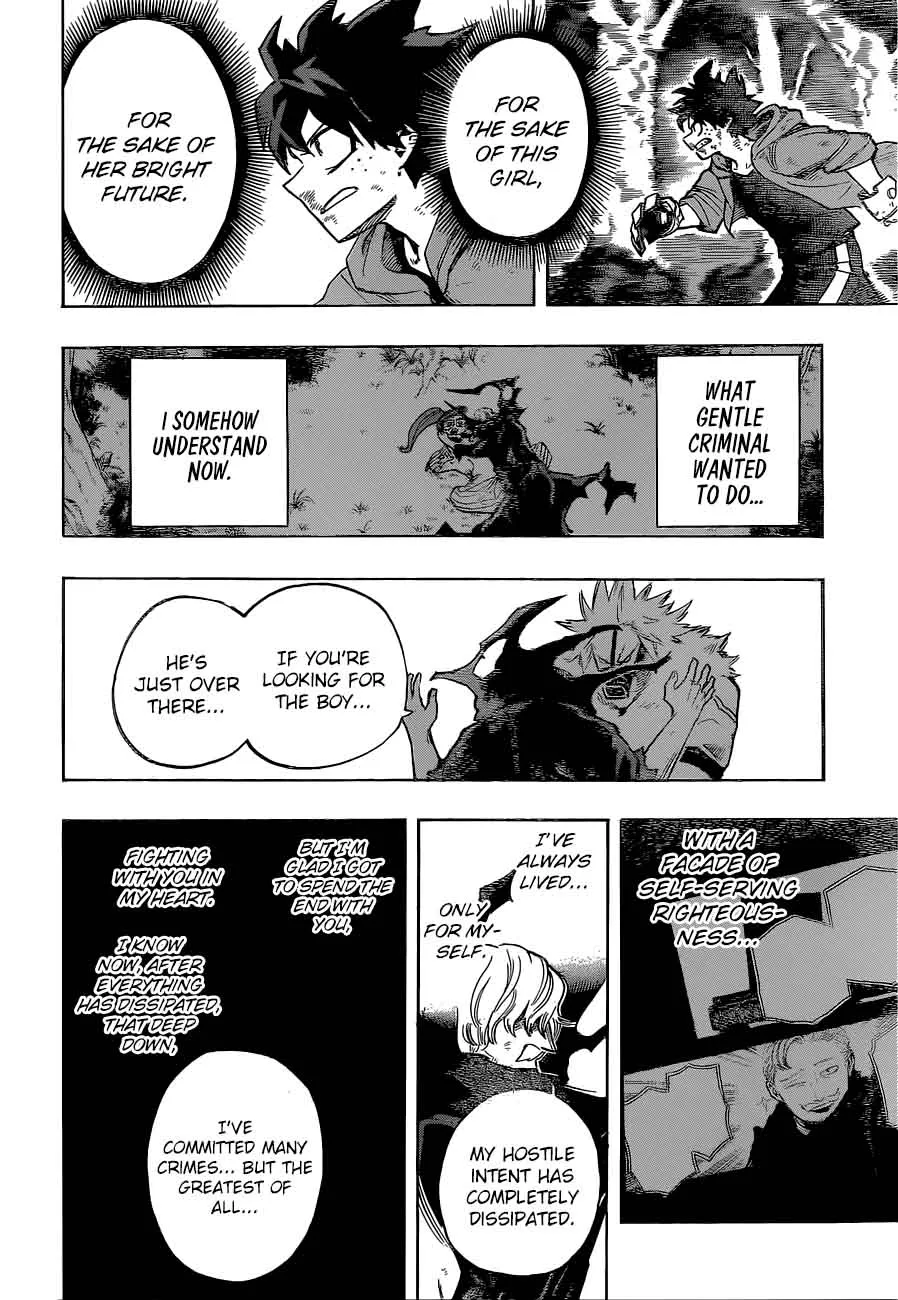 FOR
THE SAKE
OF THIS
GIRL,
FOR
THE SAKE OF
HER BRIGHT
FUTURE.
WHAT
GENTLE
CRIMINAL
WANTED
TO DO...
I SOMEHOW
UNDERSTAND
NOW.
IF YOU'RE
LOOKING FOR
THE BOY...
HE'S
JUST OVER
THERE...
WITH A
FACADE OF
SELF-SERVING
RIGHTEOUS-
NESS...
I'VE
ALWAYS
LIVED...
ONLY
FOR MY-
SELF.
MY HOSTILE
INTENT HAS
COMPLETELY
DISSIPATED.
BUT I'M
GLAD I GOT
TO SPEND THE
END WITH
YOU,
FIGHTING
WITH YOU IN
MY HEART.
I KNOW
NOW, AFTER
EVERYTHING
HAS DISSIPATED,
THAT DEEP
DOWN,
I'VE
COMMITTED MANY
CRIMES... BUT THE
GREATEST OF
ALL...